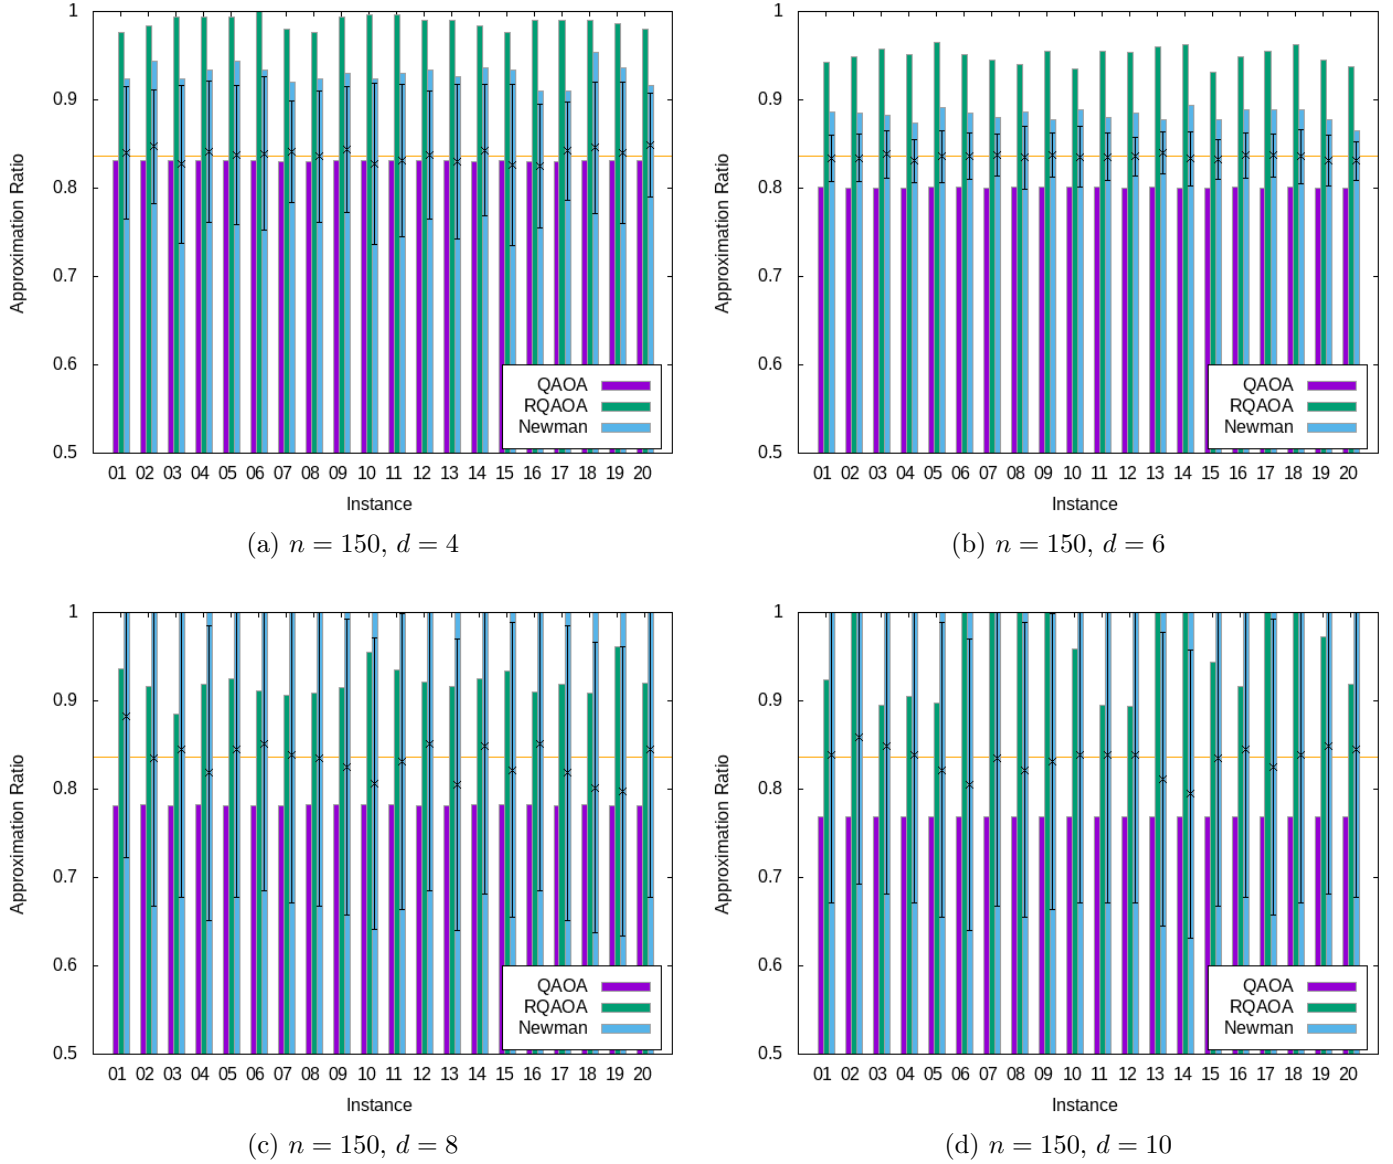 Approximation Ratio
1
0.9
0.8
0.7
0.6
0.5
QAOA
RQAOA
Newman
01 02 03 04 05 06 07 08 09 10 11 12 13 14 15 16 17 18 19 20
Instance
(a) n = 150, d = 4
Approximation Ratio
1
0.9
0.8
0.7
0.6
0.5
QAOA
RQAOA
Newman
01 02 03 04 05 06 07 08 09 10 11 12 13 14 15 16 17 18 19 20
Instance
(b) n = 150, d = 6
Approximation Ratio
1
0.9
0.8
0.7
0.6
0.5
QAOA
RQAOA
Newman
01 02 03 04 05 06 07 08 09 10 11 12 13 14 15 16 17 18 19 20
Instance
(c) n = 150, d = 8
Approximation Ratio
1
0.9
0.8
0.7
0.6
0.5
QAOA
RQAOA
Newman
01 02 03 04 05 06 07 08 09 10 11 12 13 14 15 16 17 18 19 20
Instance
(d) n = 150, d = 10